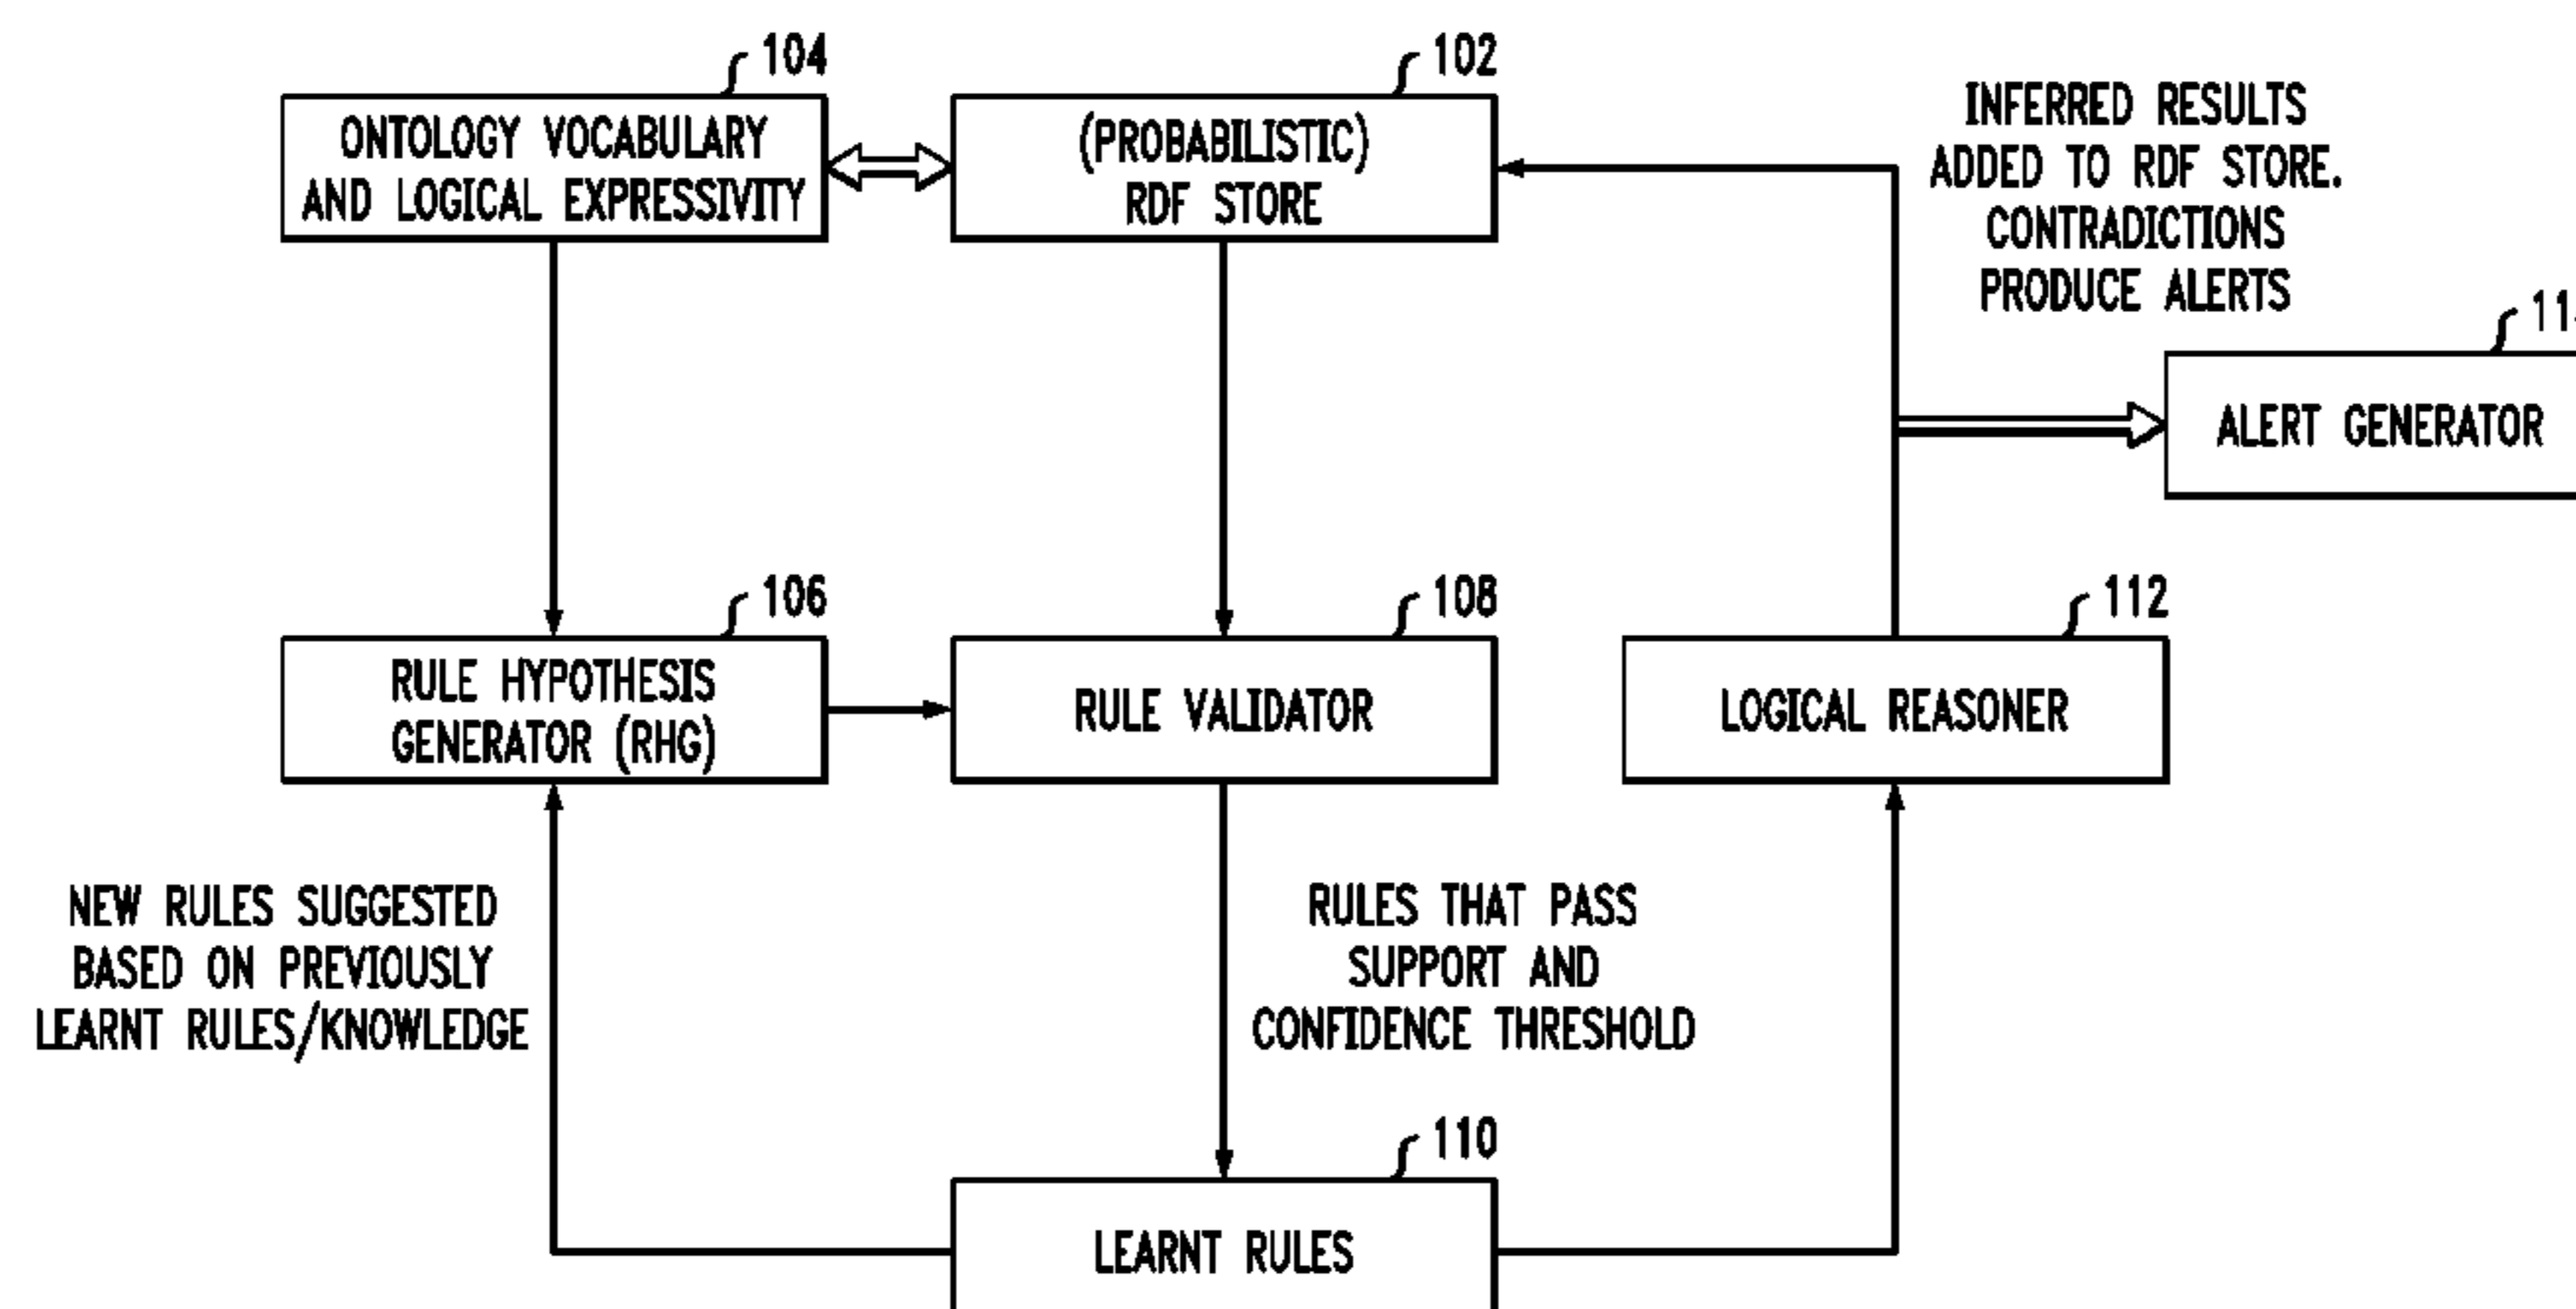 104
ONTOLOGY VOCABULARY
AND LOGICAL EXPRESSIVITY
102
(PROBABILISTIC)
RDF STORE
INFERRED RESULTS
ADDED TO RDF STORE.
CONTRADICTIONS
PRODUCE ALERTS
ALERT GENERATOR
106
RULE HYPOTHESIS
GENERATOR (RHG)
108
RULE VALIDATOR
112
LOGICAL REASONER
NEW RULES SUGGESTED
BASED ON PREVIOUSLY
LEARNT RULES/KNOWLEDGE
RULES THAT PASS
SUPPORT AND
CONFIDENCE THRESHOLD
110
LEARNT RULES